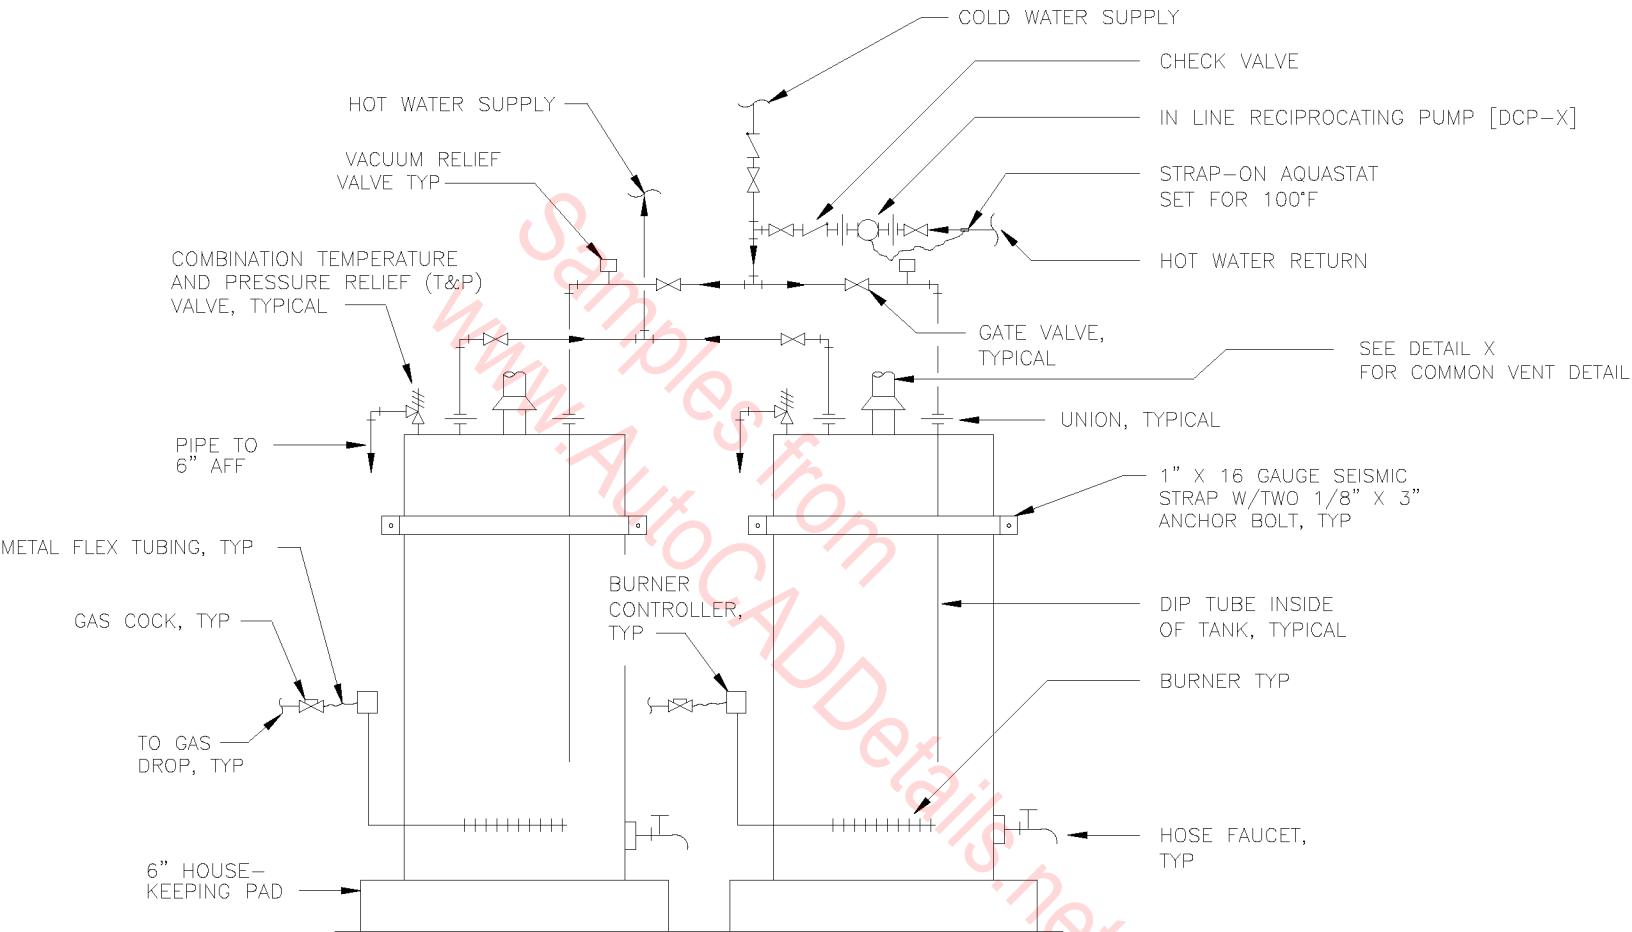 COLD WATER SUPPLY
CHECK VALVE
HOT WATER SUPPLY
IN LINE RECIPROCATING PUMP [DCP-X]
VACUUM RELIEF
VALVE TYP
STRAP-ON AQUASTAT
SET FOR 100°F
COMBINATION TEMPERATURE
AND PRESSURE RELIEF (T&P)
VALVE, TYPICAL
HOT WATER RETURN
GATE VALVE,
TYPICAL
SEE DETAIL X
FOR COMMON VENT DETAIL
UNION, TYPICAL
PIPE TO
6" AFF
1" X 16 GAUGE SEISMIC
STRAP W/TWO 1/8" X 3"
ANCHOR BOLT, TYP
METAL FLEX TUBING, TYP
BURNER
CONTROLLER,
TYP
GAS COCK, TYP
DIP TUBE INSIDE
OF TANK, TYPICAL
BURNER TYP
TO GAS
DROP, TYP
HOSE FAUCET,
TYP
6" HOUSE-
KEEPING PAD
Samples from
www.AutoCADDetails.net